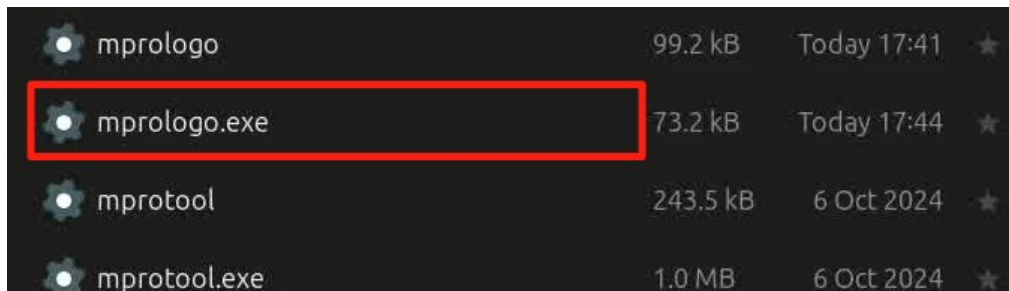 mprologo 99.2 kB Today 17:41
mprologo.exe 73.2 kB Today 17:44
mprotool 243.5 kB 6 Oct 2024
mprotool.exe 1.0 MB 6 Oct 2024